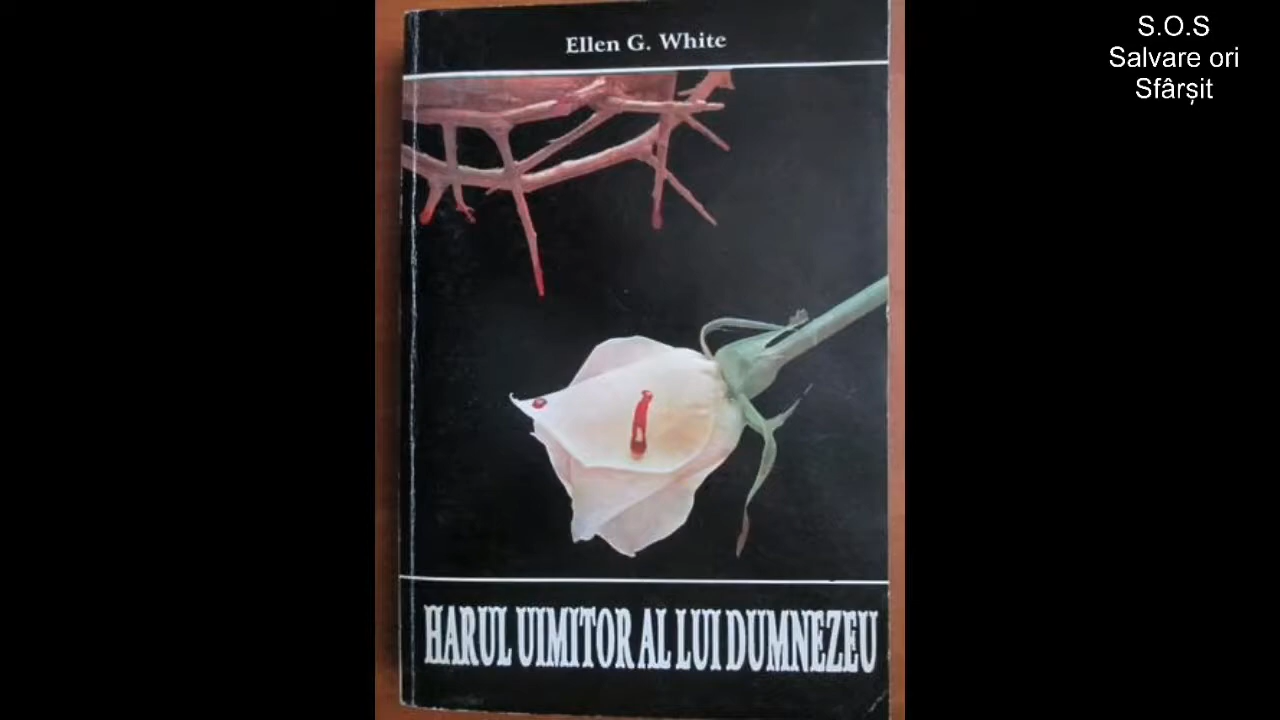 Ellen G. White
HARUL UIMITOR AL LUI DUMNEZEU
S.O.S
Salvare ori
Sfârșit